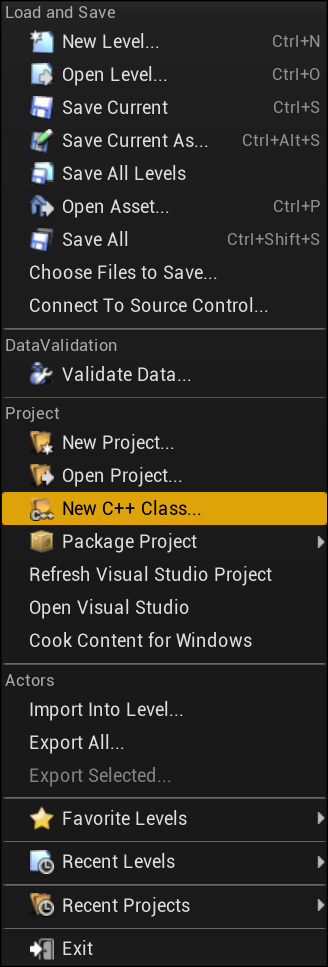 Load and Save
New Level... Ctrl+N
Open Level... Ctrl+O
Save Current Ctrl+S
Save Current As... Ctrl+Alt+S
Save All Levels
Open Asset... Ctrl+P
Save All Ctrl+Shift+S
Choose Files to Save...
Connect To Source Control...
DataValidation
Validate Data...
Project
New Project...
Open Project...
C++ New C++ Class...
Package Project
Refresh Visual Studio Project
Open Visual Studio
Cook Content for Windows
Actors
Import Into Level...
Export All...
Export Selected...
Favorite Levels
Recent Levels
Recent Projects
Exit